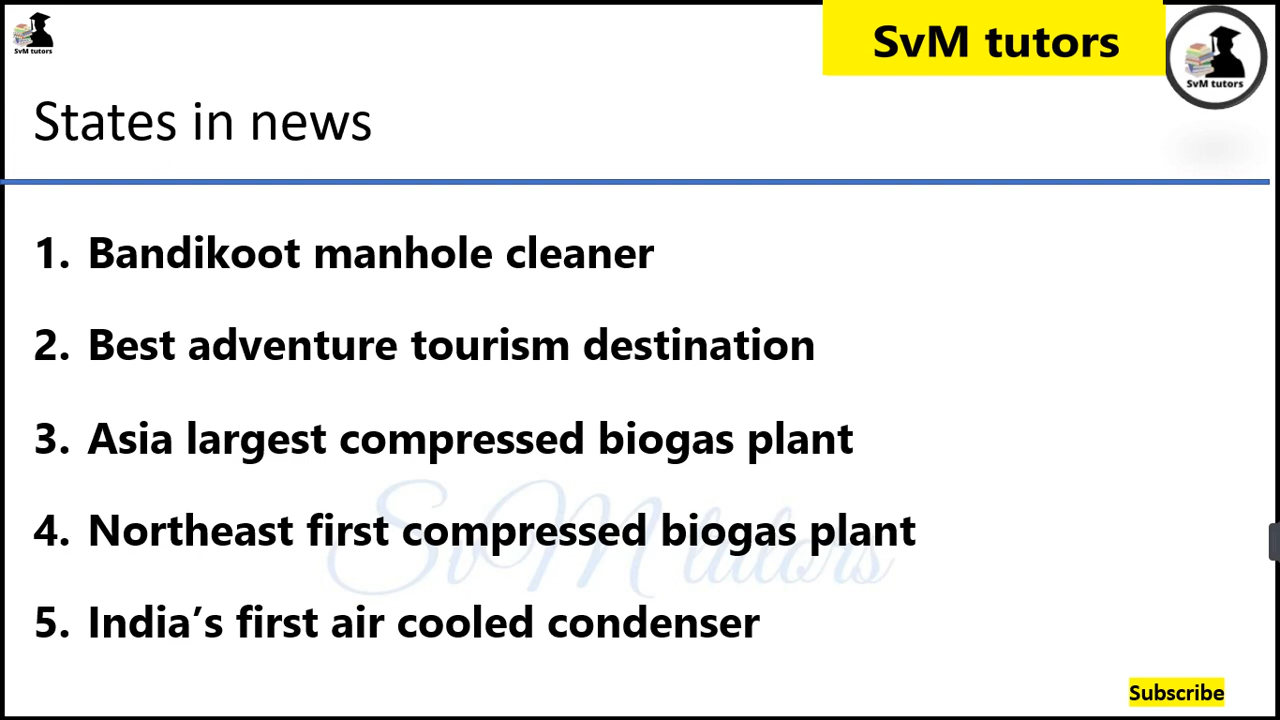 SvM tutors
SvM tutors
SvM tutors
States in news
1. Bandikoot manhole cleaner
2. Best adventure tourism destination
3. Asia largest compressed biogas plant
4. Northeast first compressed biogas plant
SvM tutors
5. India’s first air cooled condenser
Subscribe